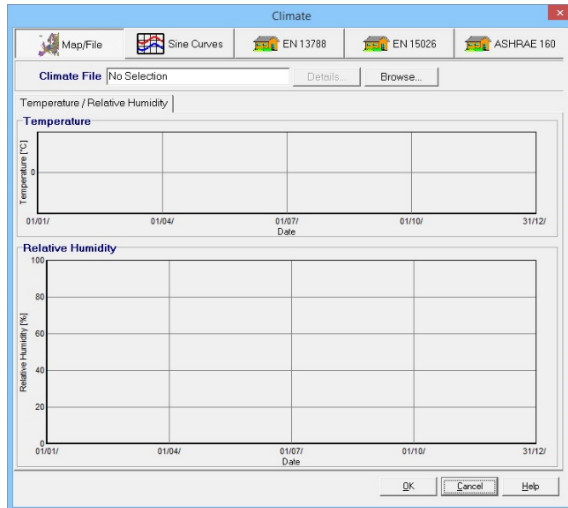 Climate
Map/File Sine Curves EN 13788 EN 15026 ASHRAE 160
Climate File No Selection Details... Browse...
Temperature / Relative Humidity
Temperature
Temperature [°C]
0
01/01/ 01/04/ 01/07/ 01/10/ 31/12/
Date
Relative Humidity
Relative Humidity [%]
100
80
60
40
20
0
01/01/ 01/04/ 01/07/ 01/10/ 31/12/
Date
OK Cancel Help